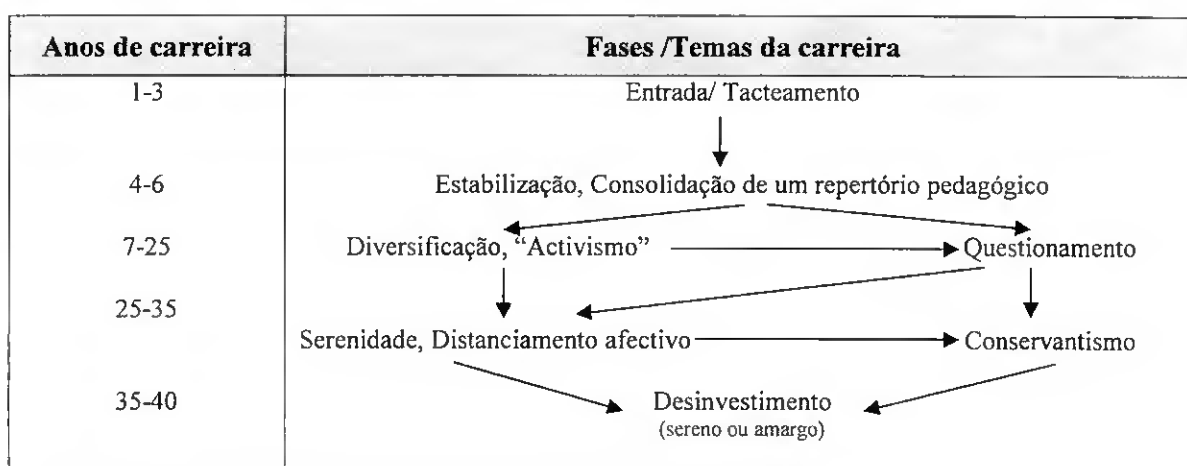 Anos de carreira Fases /Temas da carreira
1-3 Entrada/ Tacteamento
4-6 Estabilização, Consolidação de um repertório pedagógico
7-25 Diversificação, “Activismo” Questionamento
25-35
Serenidade, Distanciamento afectivo Conservantismo
35-40 Desinvestimento
(sereno ou amargo)